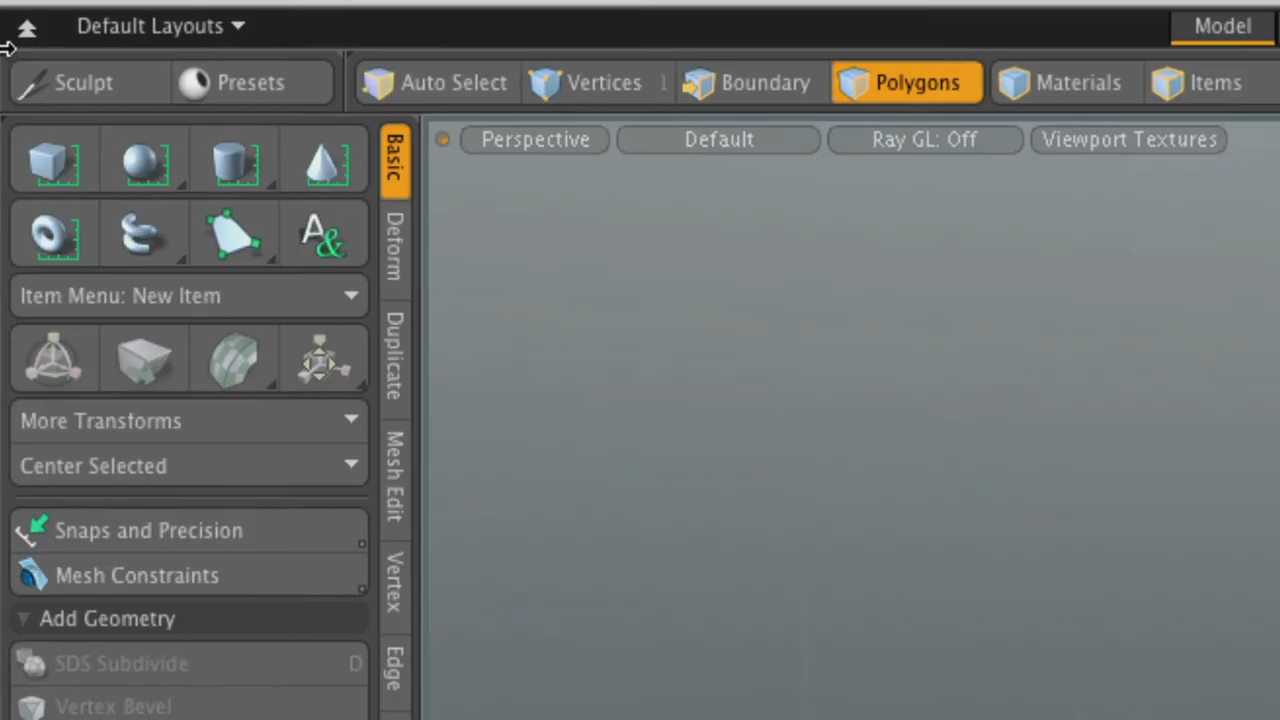 Default Layouts
Model
Sculpt
Presets
Auto Select
Vertices
Boundary
Polygons
Materials
Items
Perspective
Default
Ray GL: Off
Viewport Textures
Basic
Deform
Duplicate
Mesh Edit
Vertex
Edge
A&
Item Menu: New Item
More Transforms
Center Selected
Snaps and Precision
Mesh Constraints
Add Geometry
SDS Subdivide D
Vertex Bevel